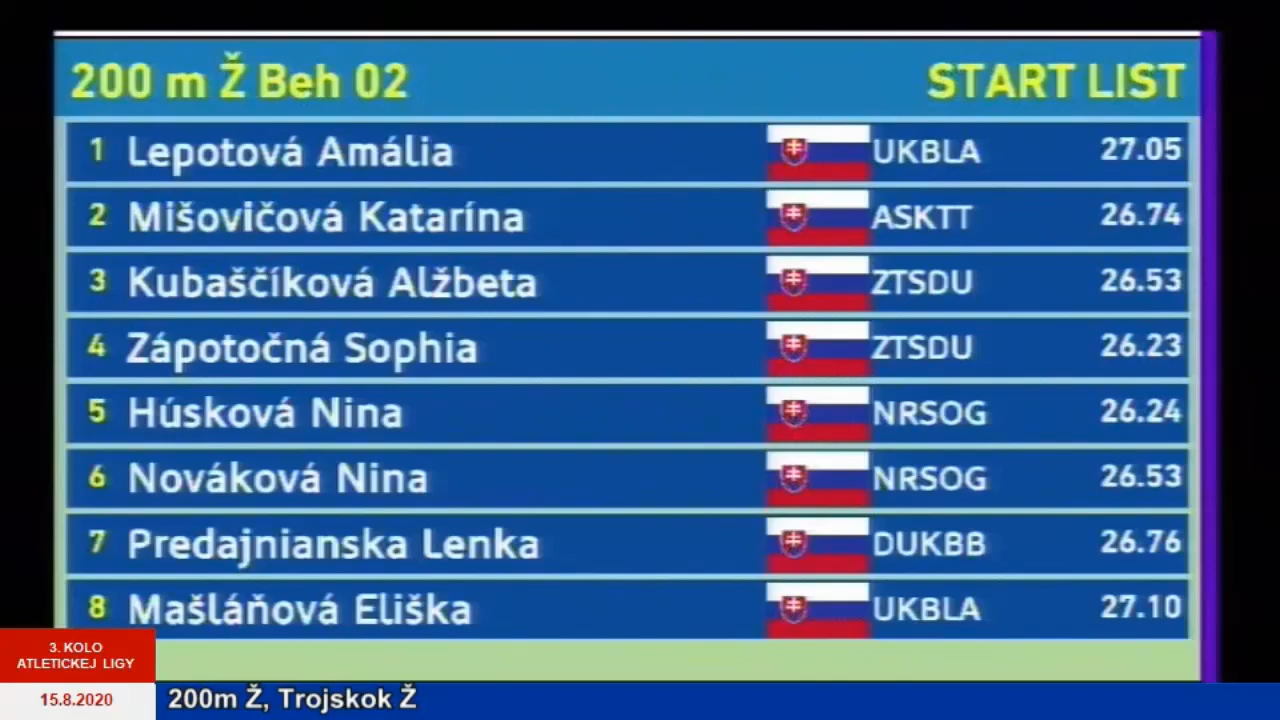 200 m Ž Beh 02 START LIST
1 Lepotová Amália UKBLA 27.05
2 Mišovičová Katarína ASKTT 26.74
3 Kubaščíková Alžbeta ZTSDU 26.53
4 Zápotočná Sophia ZTSDU 26.23
5 Húsková Nina NRSOG 26.24
6 Nováková Nina NRSOG 26.53
7 Predajnianska Lenka DUKBB 26.76
8 Mašláňová Eliška UKBLA 27.10
3. KOLO
ATLETICKEJ LIGY
15.8.2020
200m Ž, Trojskok Ž